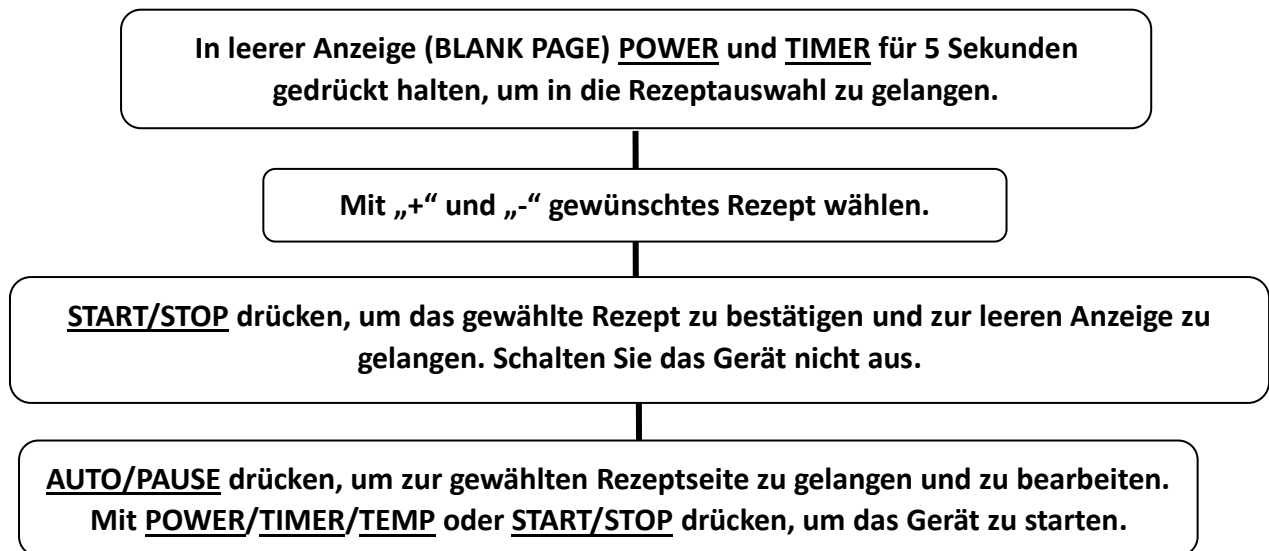 In leerer Anzeige (BLANK PAGE) POWER und TIMER für 5 Sekunden
gedrückt halten, um in die Rezeptauswahl zu gelangen.
Mit „+“ und „-“ gewünschtes Rezept wählen.
START/STOP drücken, um das gewählte Rezept zu bestätigen und zur leeren Anzeige zu
gelangen. Schalten Sie das Gerät nicht aus.
AUTO/PAUSE drücken, um zur gewählten Rezeptseite zu gelangen und zu bearbeiten.
Mit POWER/TIMER/TEMP oder START/STOP drücken, um das Gerät zu starten.